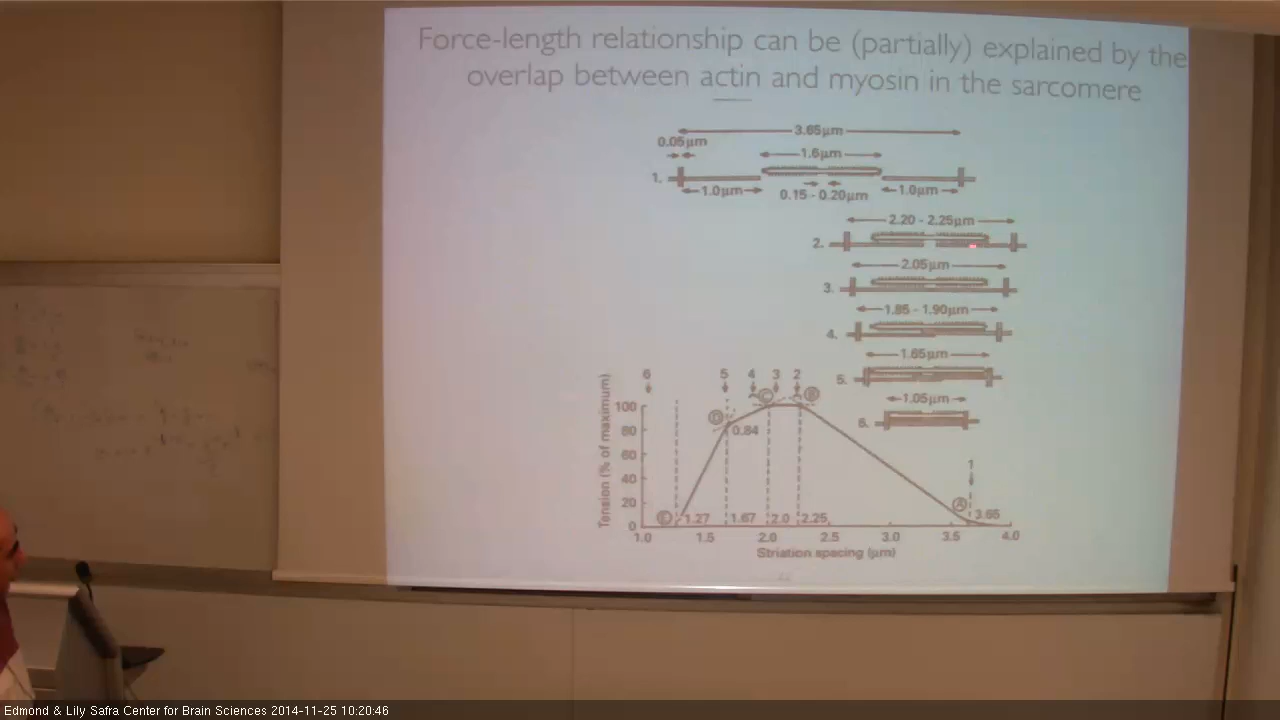 Force-length relationship can be (partially) explained by the
overlap between actin and myosin in the sarcomere
3.65µm
0.05µm
1.6µm
1.
1.0µm 0.15 - 0.20µm 1.0µm
2.20 - 2.25µm
2.
2.05µm
3.
1.85 - 1.90µm
4.
1.65µm
5.
1.05µm
6.
6 5 4 3 2
Tension (% of maximum)
100
80
60
40
20
0
D C B
0.84
1
A
3.65
E 1.27 1.67 2.0 2.25
1.0 1.5 2.0 2.5 3.0 3.5 4.0
Striation spacing (µm)
Edmond & Lily Safra Center for Brain Sciences 2014-11-25 10:20:46